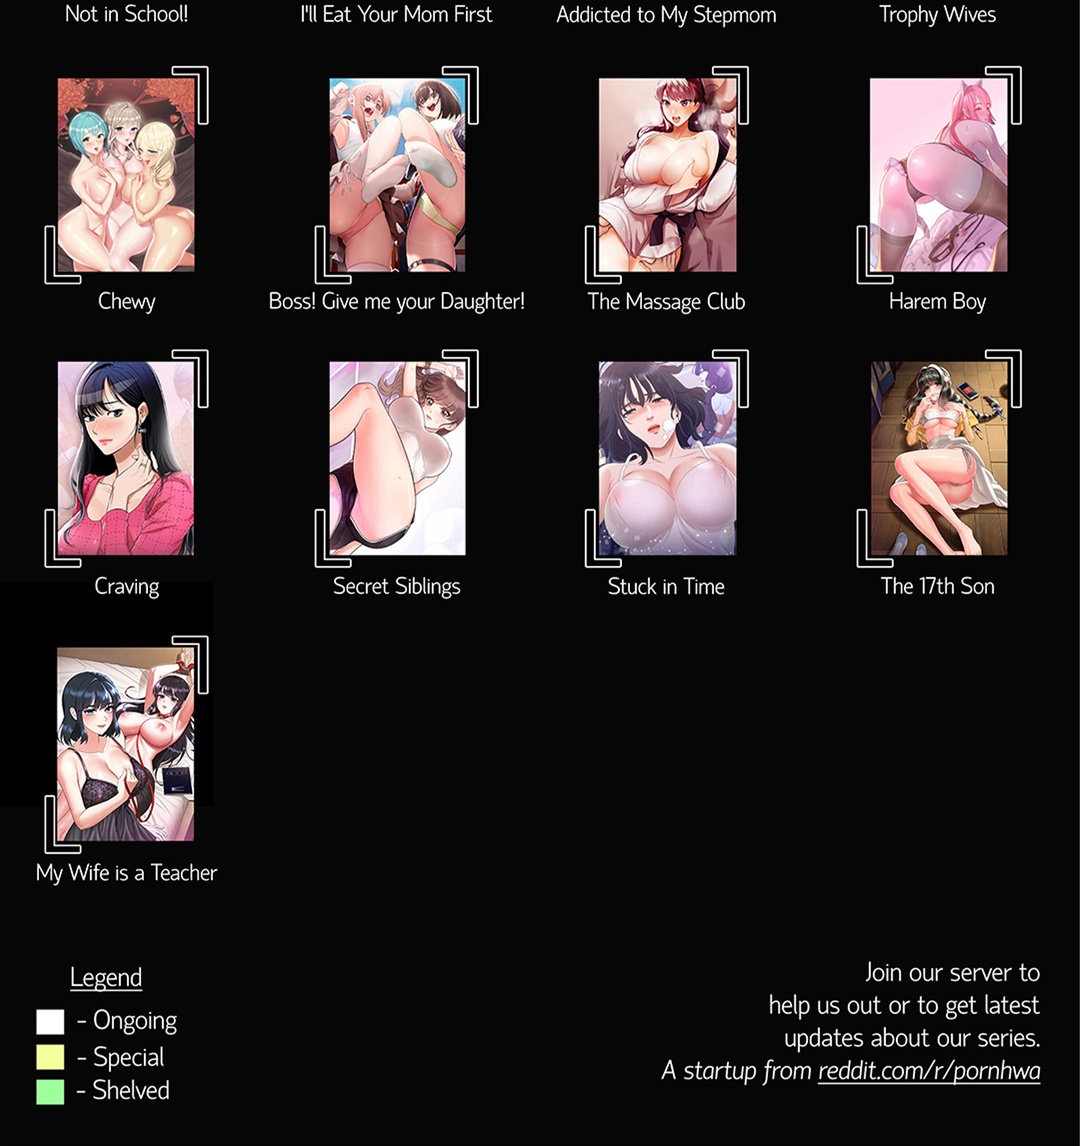 Not in School!
I'll Eat Your Mom First
Addicted to My Stepmom
Trophy Wives
Chewy
Boss! Give me your Daughter!
The Massage Club
Harem Boy
Craving
Secret Siblings
Stuck in Time
The 17th Son
My Wife is a Teacher
Legend
- Ongoing
- Special
- Shelved
Join our server to
help us out or to get latest
updates about our series.
A startup from reddit.com/r/pornhwa